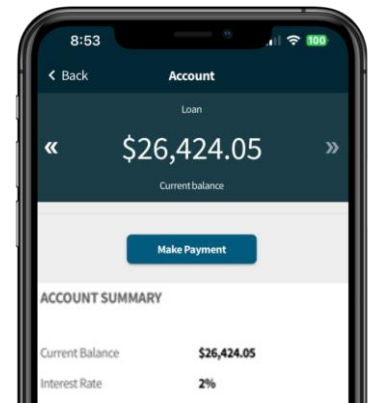 8:53
100
< Back Account
Loan
« $26,424.05 »
Current balance
Make Payment
ACCOUNT SUMMARY
Current Balance $26,424.05
Interest Rate 2%